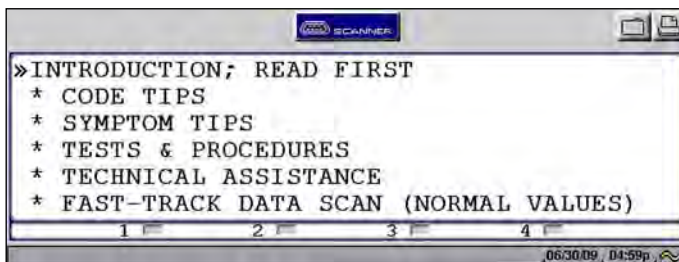 SCANNER
»INTRODUCTION; READ FIRST
* CODE TIPS
* SYMPTOM TIPS
* TESTS & PROCEDURES
* TECHNICAL ASSISTANCE
* FAST-TRACK DATA SCAN (NORMAL VALUES)
1 2 3 4
06/30/09 04:59p